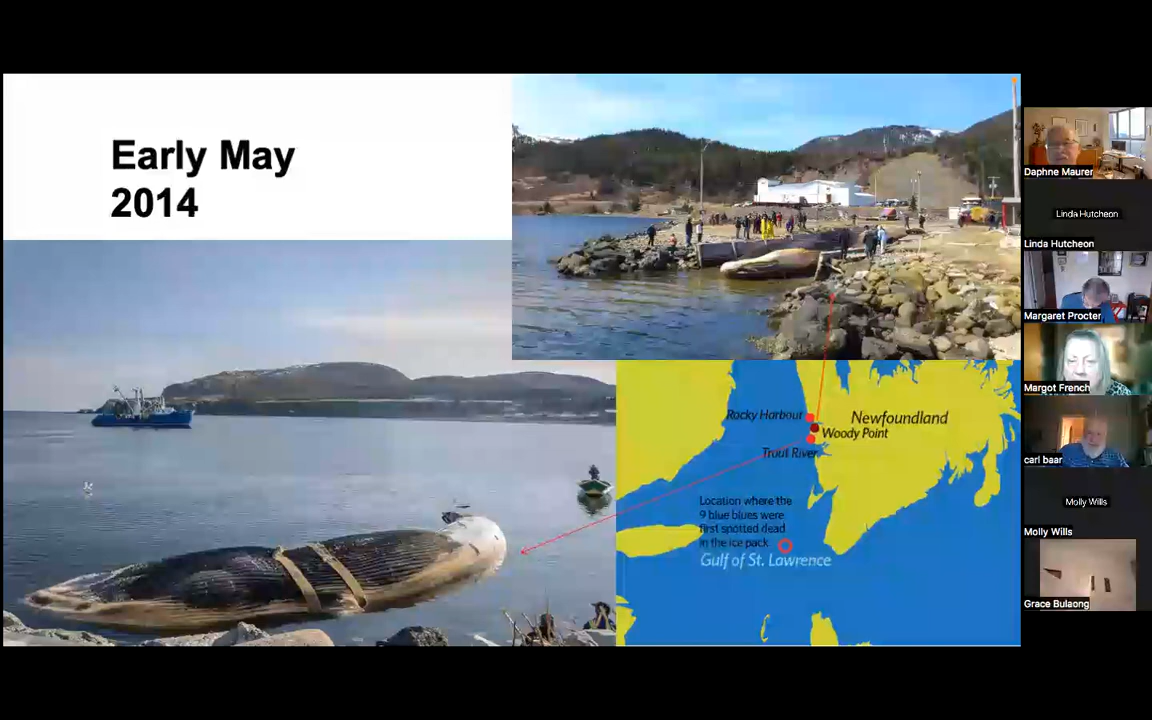 Early May
2014
Rocky Harbour
Newfoundland
Woody Point
Trout River
Location where the
9 blue blues were
first spotted dead
in the ice pack
Gulf of St. Lawrence
Daphne Maurer
Linda Hutcheon
Linda Hutcheon
Margaret Procter
Margot French
carl baar
Molly Wills
Molly Wills
Grace Bulaong